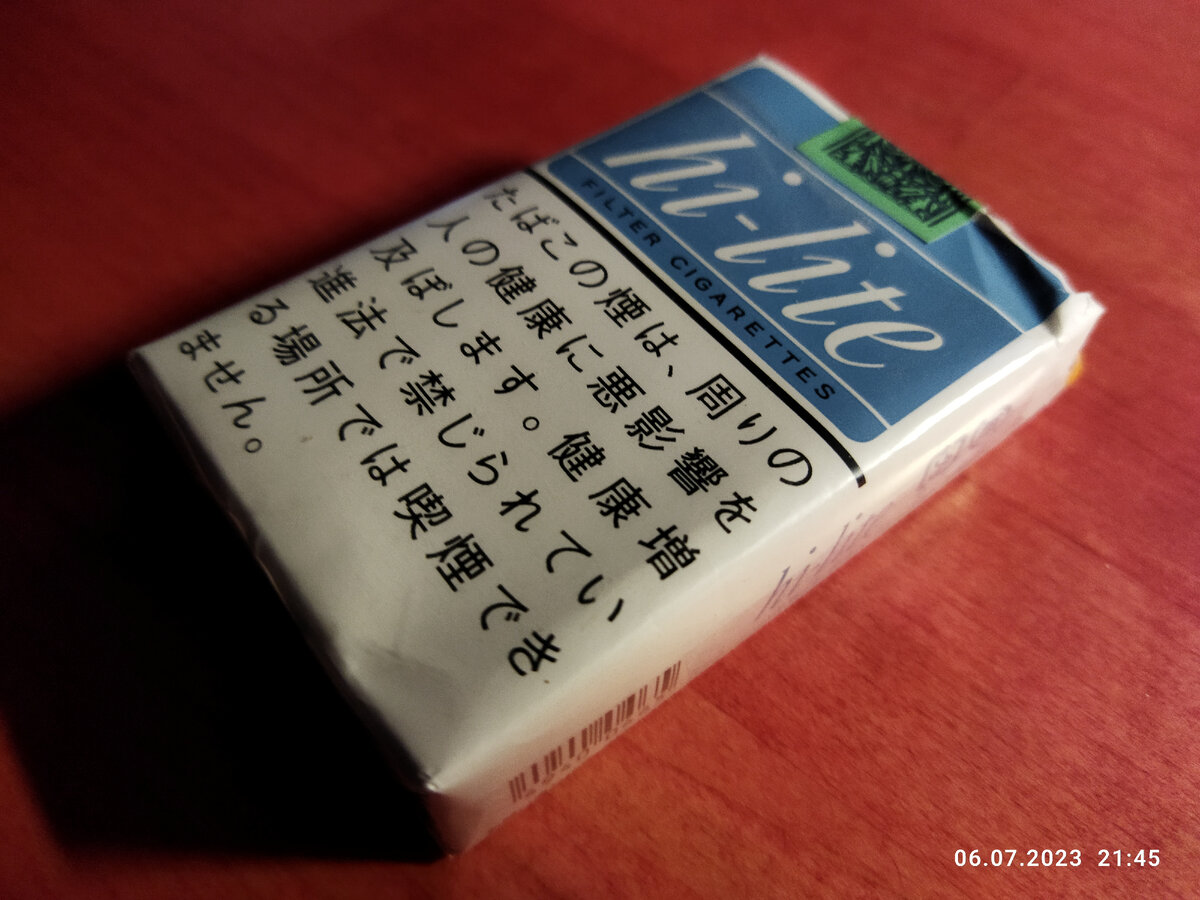 hi-lite
FILTER CIGARETTES
たばこの煙は、周りの
人の健康に悪影響を
及ぼします。健康増
進法で禁じられてい
る場所では喫煙でき
ません。
hi-lite
06.07.2023 21:45